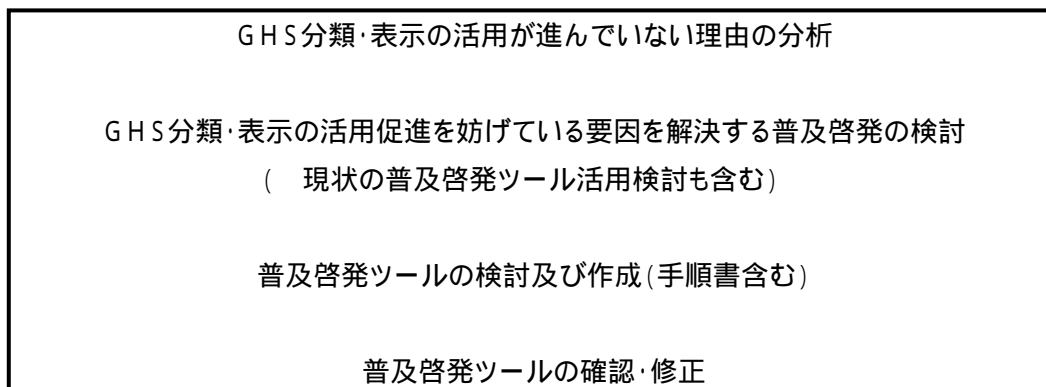 GHS分類・表示の活用が進んでいない理由の分析
GHS分類・表示の活用促進を妨げている要因を解決する普及啓発の検討
(　現状の普及啓発ツール活用検討も含む)
普及啓発ツールの検討及び作成(手順書含む)
普及啓発ツールの確認・修正